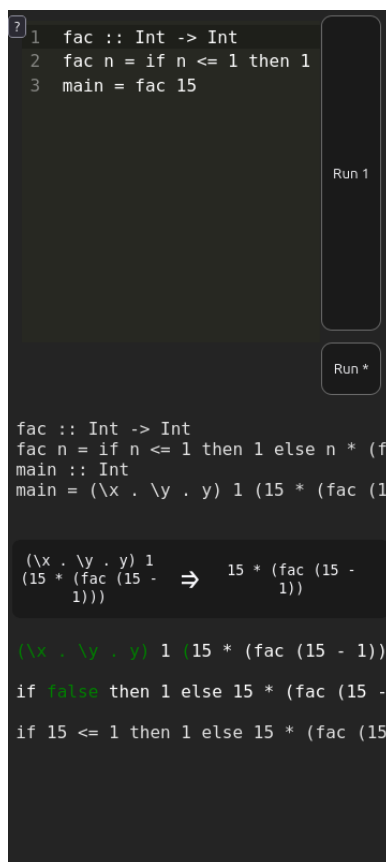 ?
1 fac :: Int -> Int
2 fac n = if n <= 1 then 1
3 main = fac 15
Run 1
Run *
fac :: Int -> Int
fac n = if n <= 1 then 1 else n * (f
main :: Int
main = (\x . \y . y) 1 (15 * (fac (1
(\x . \y . y) 1
(15 * (fac (15 -
1)))
⇒
15 * (fac (15 -
1))
(\x . \y . y) 1 (15 * (fac (15 - 1))
if false then 1 else 15 * (fac (15 -
if 15 <= 1 then 1 else 15 * (fac (15